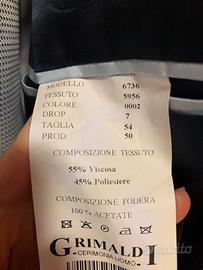 MODELLO 6736
TESSUTO 5956
COLORE 0002
DROP 7
TAGLIA 54
PROD. 50
COMPOSIZIONE TESSUTO
55% Viscosa
45% Poliestere
COMPOSIZIONE FODERA
100 % ACETATE
GRIMALDI
CERIMONIA UOMO
subito